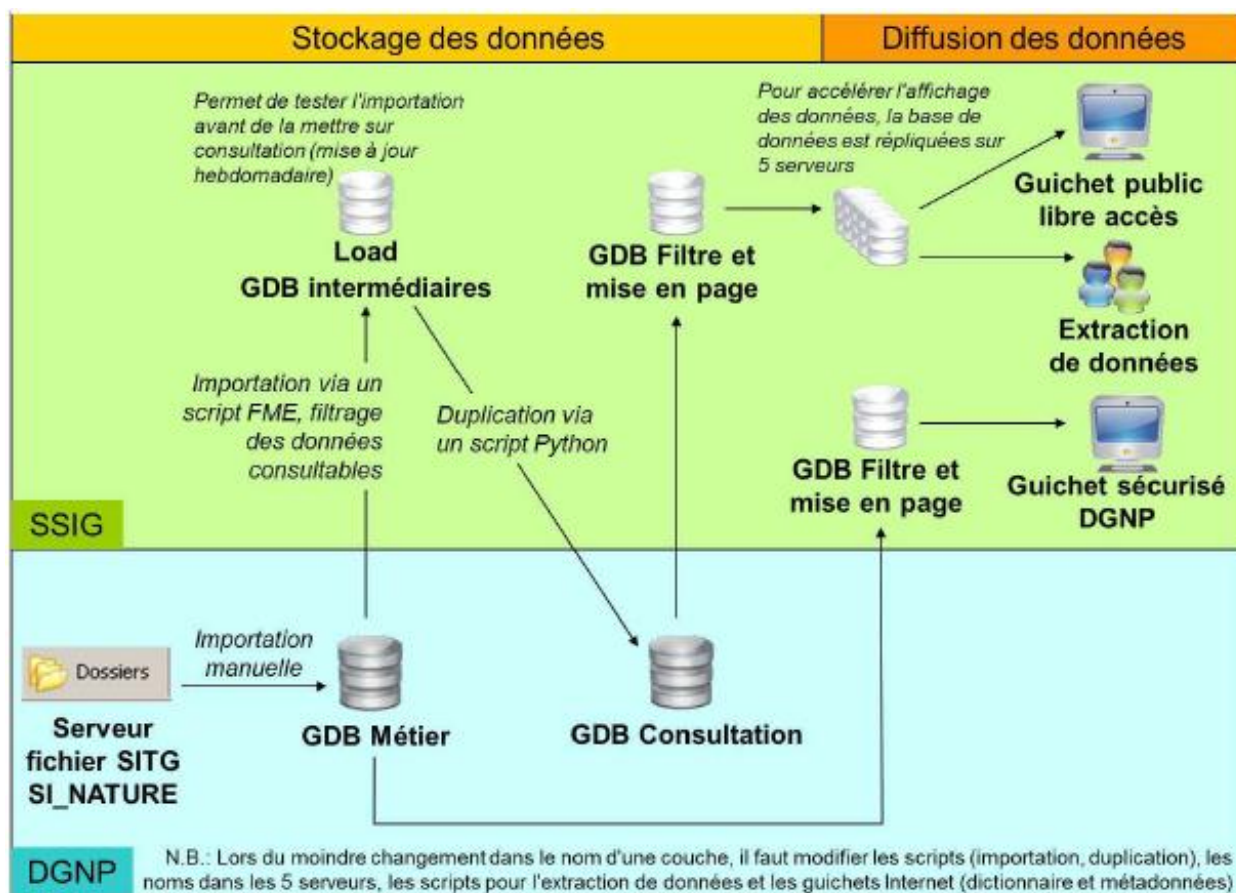 Stockage des données
Diffusion des données
Permet de tester l'importation
avant de la mettre sur
consultation (mise à jour
hebdomadaire)
Load
GDB intermédiaires
Pour accélérer l'affichage
des données, la base de
données est répliquées sur
5 serveurs
GDB Filtre et
mise en page
Guichet public
libre accès
Extraction
de données
Importation via un
script FME, filtrage
des données
consultables
Duplication via
un script Python
GDB Filtre et
mise en page
Guichet sécurisé
DGNP
SSIG
Dossiers
Serveur
fichier SITG
SI_NATURE
Importation
manuelle
GDB Métier
GDB Consultation
DGNP
N.B.: Lors du moindre changement dans le nom d'une couche, il faut modifier les scripts (importation, duplication), les
noms dans les 5 serveurs, les scripts pour l'extraction de données et les guichets Internet (dictionnaire et métadonnées)